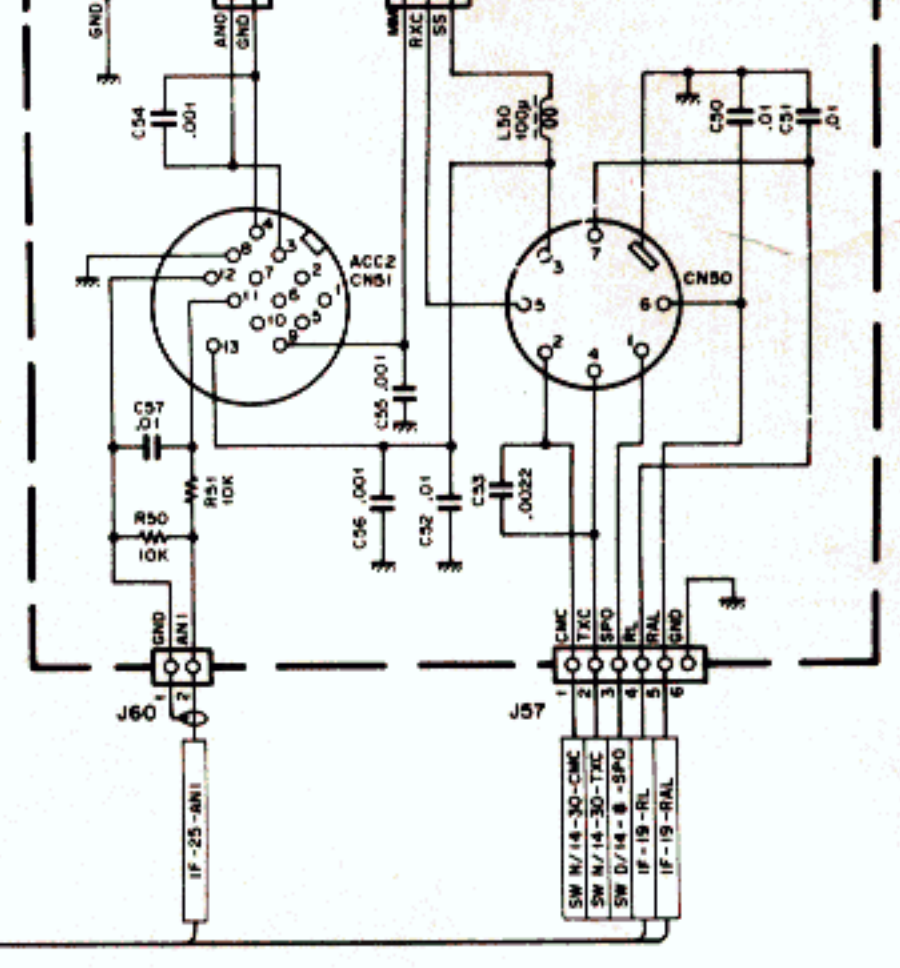 GND
ANO
GND
RXC
SS
C54
.001
L50
100μ
C50
.01
C51
.01
4
8
3
12
7
2
ACC2
CN51
11
6
1
10
5
13
9
3
7
CN50
5
6
2
4
1
C55 .001
C57
.01
R51
10K
R50
10K
C56 .001
C52 .01
C53
.0022
GND
AN1
CMC
TXC
SPO
RL
RAL
GND
1
2
1
2
3
4
5
6
J60
J57
IF-25-AN1
SW N/14-30-CMC
SW N/14-30-TXC
SW D/14-8-SPO
IF-19-RL
IF-19-RAL